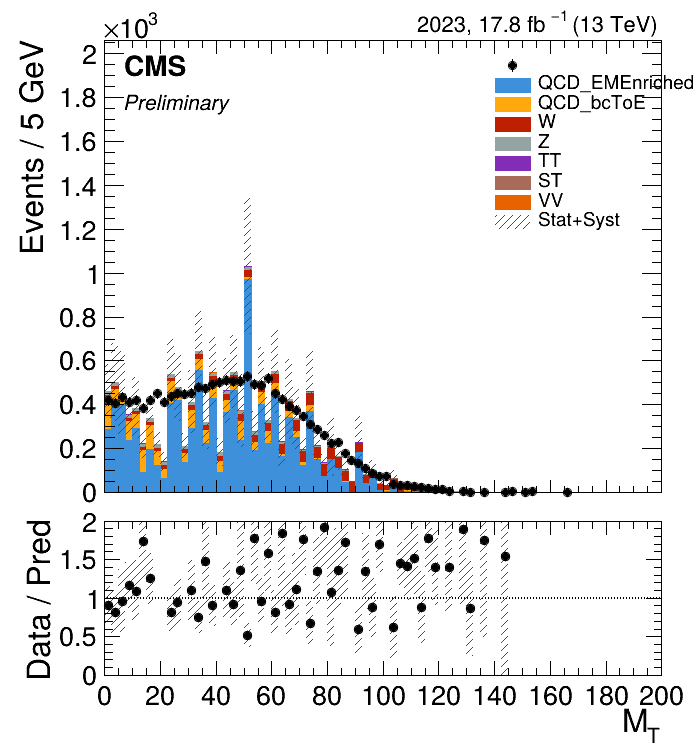 ×10³
2023, 17.8 fb⁻¹ (13 TeV)
CMS
Preliminary
QCD_EMEnriched
QCD_bcToE
W
Z
TT
ST
VV
Stat+Syst
Events / 5 GeV
2
1.8
1.6
1.4
1.2
1
0.8
0.6
0.4
0.2
0
Data / Pred
2
1.5
1
0.5
0
0 20 40 60 80 100 120 140 160 180 200
M_T